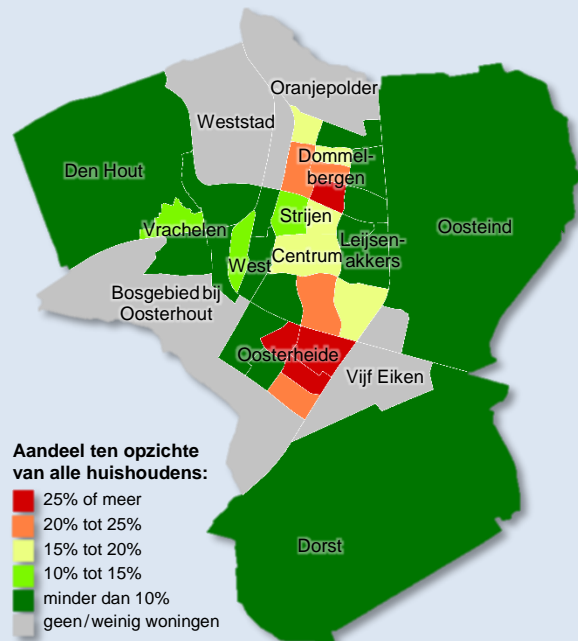 Oranjepolder
Weststad
Dommel-
bergen
Den Hout
Strijen
Oosteind
Vrachelen
Leijsen-
akkers
Centrum
West
Bosgebied bij
Oosterhout
Oosterheide
Vijf Eiken
Dorst
Aandeel ten opzichte
van alle huishoudens:
25% of meer
20% tot 25%
15% tot 20%
10% tot 15%
minder dan 10%
geen/weinig woningen